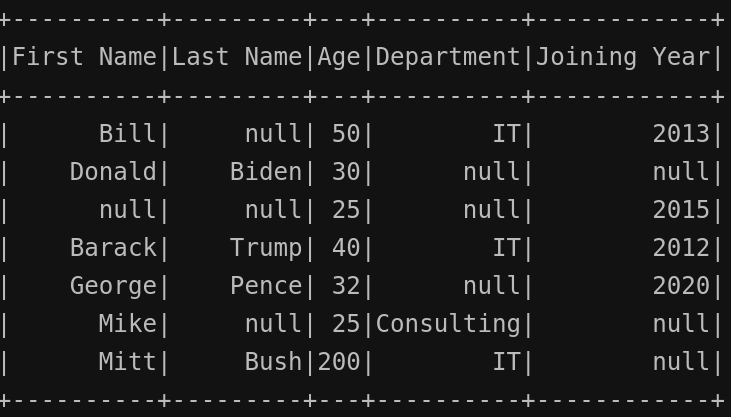 +----------+---------+---+----------+------------+
|First Name|Last Name|Age|Department|Joining Year|
+----------+---------+---+----------+------------+
|      Bill|     null| 50|        IT|        2013|
|    Donald|    Biden| 30|      null|        null|
|      null|     null| 25|      null|        2015|
|    Barack|    Trump| 40|        IT|        2012|
|    George|    Pence| 32|      null|        2020|
|      Mike|     null| 25|Consulting|        null|
|      Mitt|     Bush|200|        IT|        null|
+----------+---------+---+----------+------------+